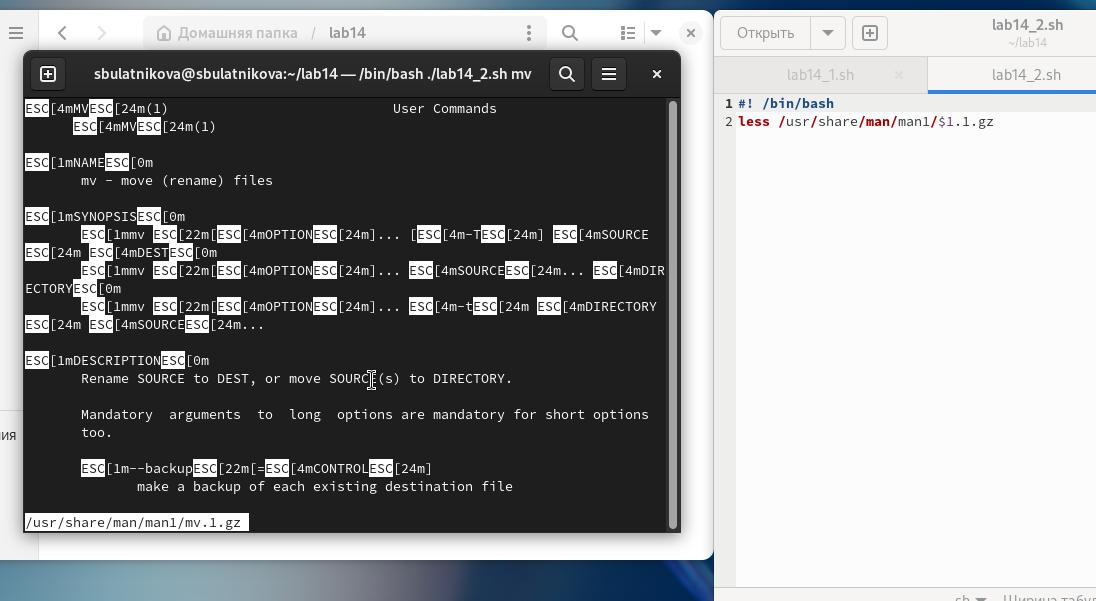 Домашняя папка / lab14
sbulatnikova@sbulatnikova:~/lab14 — /bin/bash ./lab14_2.sh mv
ESC[4mMVESC[24m(1) User Commands
ESC[4mMVESC[24m(1)
ESC[1mNAMEESC[0m
mv - move (rename) files
ESC[1mSYNOPSISESC[0m
ESC[1mmv ESC[22m[ESC[4mOPTIONESC[24m]... [ESC[4m-TESC[24m] ESC[4mSOURCE
ESC[24m ESC[4mDESTESC[0m
ESC[1mmv ESC[22m[ESC[4mOPTIONESC[24m]... ESC[4mSOURCEESC[24m... ESC[4mDIR
ECTORYESC[0m
ESC[1mmv ESC[22m[ESC[4mOPTIONESC[24m]... ESC[4m-tESC[24m ESC[4mDIRECTORY
ESC[24m ESC[4mSOURCEESC[24m...
ESC[1mDESCRIPTIONESC[0m
Rename SOURCE to DEST, or move SOURCE(s) to DIRECTORY.
Mandatory arguments to long options are mandatory for short options
too.
ESC[1m--backupESC[22m[=ESC[4mCONTROLESC[24m]
make a backup of each existing destination file
/usr/share/man/man1/mv.1.gz
Открыть
lab14_2.sh
~/lab14
lab14_1.sh
lab14_2.sh
1 #! /bin/bash
2 less /usr/share/man/man1/$1.1.gz
sh